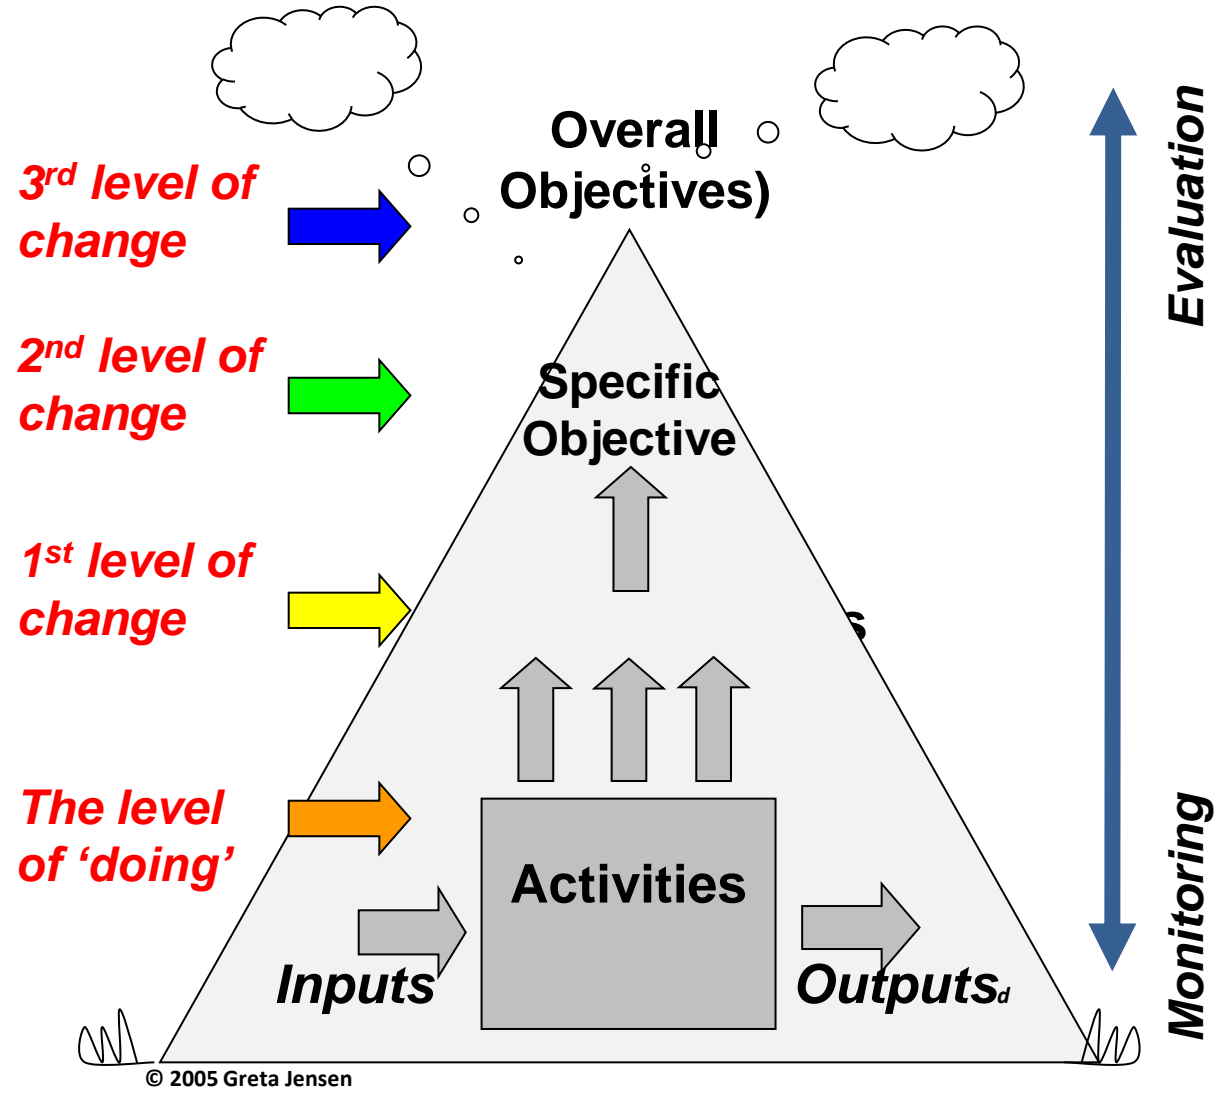 Overall
Objectives)
3rd level of
change
2nd level of
change
Specific
Objective
1st level of
change
s
The level
of ‘doing’
Activities
Inputs
Outputsd
Evaluation
Monitoring
© 2005 Greta Jensen